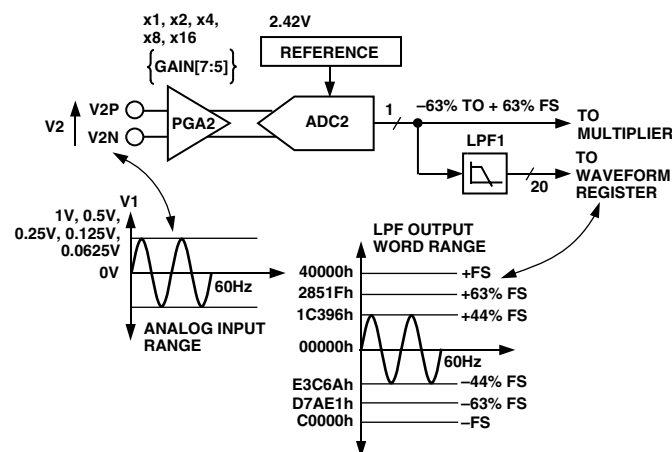 x1, x2, x4,
x8, x16
{GAIN[7:5]}
2.42V
REFERENCE
V2
V2P
V2N
PGA2
ADC2
1
–63% TO + 63% FS
TO
MULTIPLIER
LPF1
20
TO
WAVEFORM
REGISTER
V1
1V, 0.5V,
0.25V, 0.125V,
0.0625V
0V
60Hz
ANALOG INPUT
RANGE
LPF OUTPUT
WORD RANGE
40000h
+FS
2851Fh
+63% FS
1C396h
+44% FS
00000h
60Hz
E3C6Ah
–44% FS
D7AE1h
–63% FS
C0000h
–FS